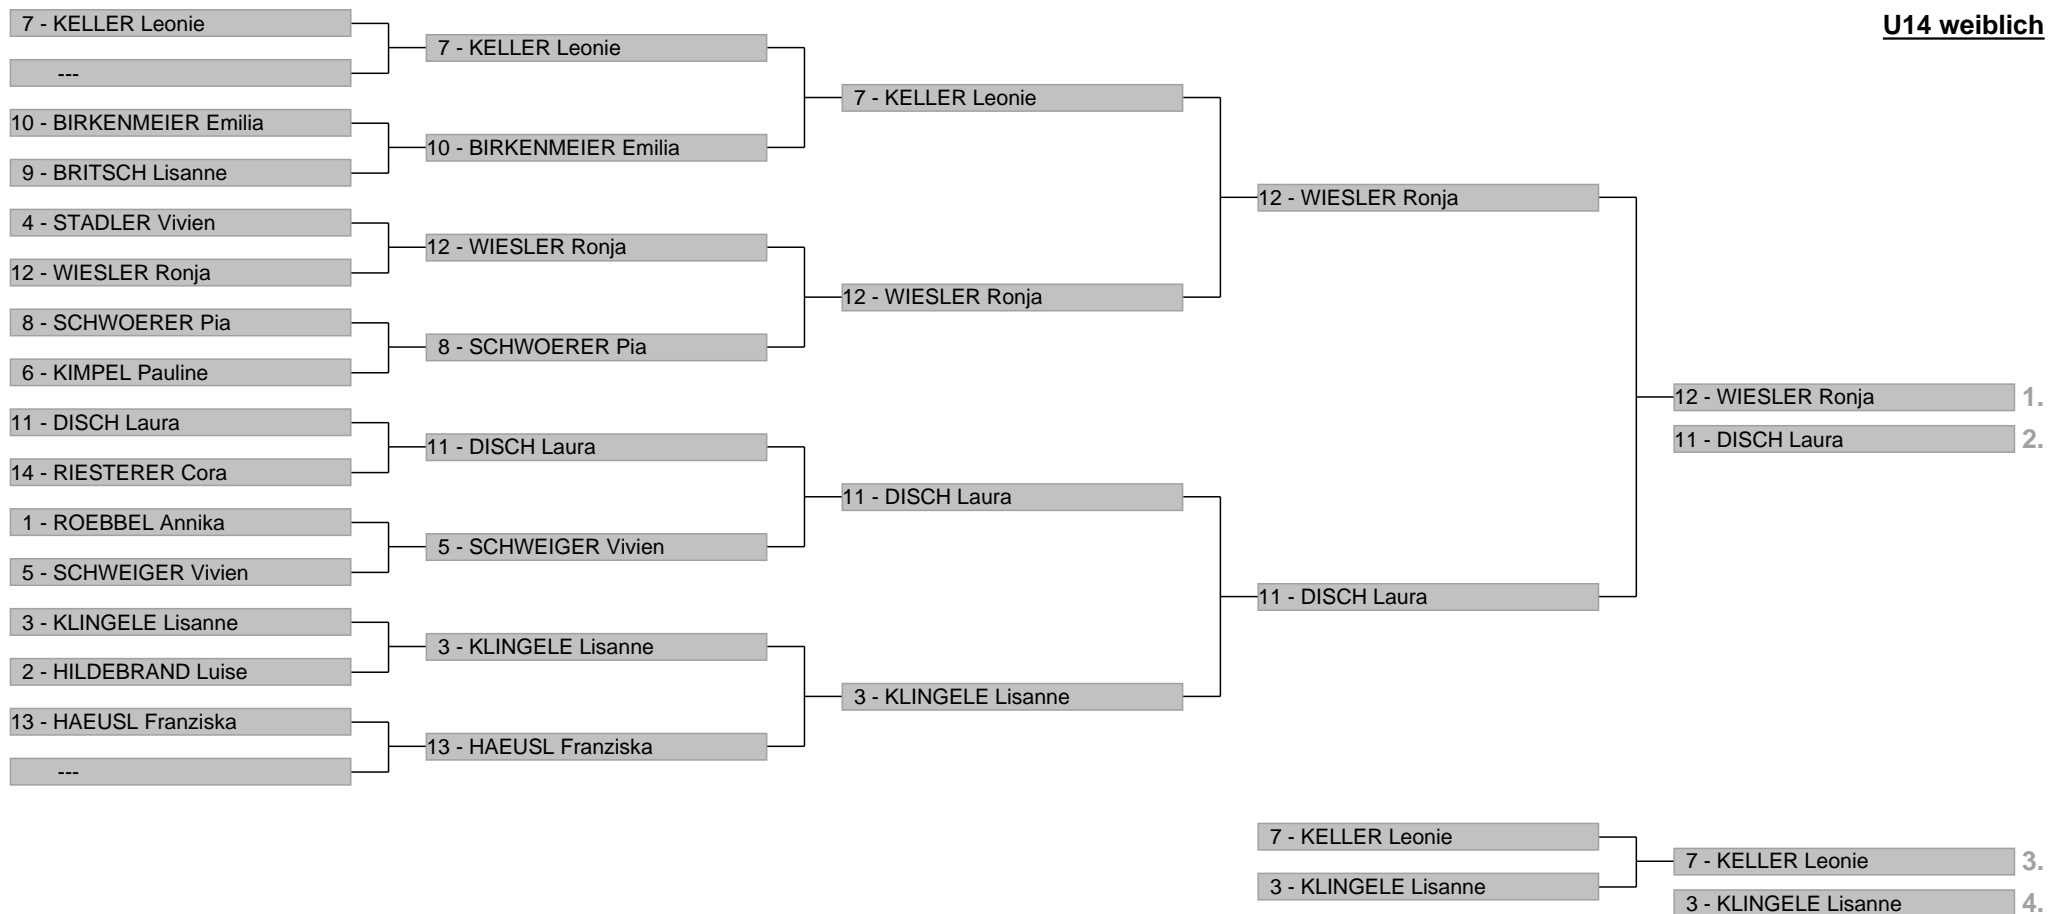 U14 weiblich
7 - KELLER Leonie
---
10 - BIRKENMEIER Emilia
9 - BRITSCH Lisanne
4 - STADLER Vivien
12 - WIESLER Ronja
8 - SCHWOERER Pia
6 - KIMPEL Pauline
11 - DISCH Laura
14 - RIESTERER Cora
1 - ROEBBEL Annika
5 - SCHWEIGER Vivien
3 - KLINGELE Lisanne
2 - HILDEBRAND Luise
13 - HAEUSL Franziska
---
7 - KELLER Leonie
10 - BIRKENMEIER Emilia
12 - WIESLER Ronja
8 - SCHWOERER Pia
11 - DISCH Laura
5 - SCHWEIGER Vivien
3 - KLINGELE Lisanne
13 - HAEUSL Franziska
7 - KELLER Leonie
12 - WIESLER Ronja
11 - DISCH Laura
3 - KLINGELE Lisanne
12 - WIESLER Ronja
11 - DISCH Laura
12 - WIESLER Ronja 1.
11 - DISCH Laura 2.
7 - KELLER Leonie
3 - KLINGELE Lisanne
7 - KELLER Leonie 3.
3 - KLINGELE Lisanne 4.